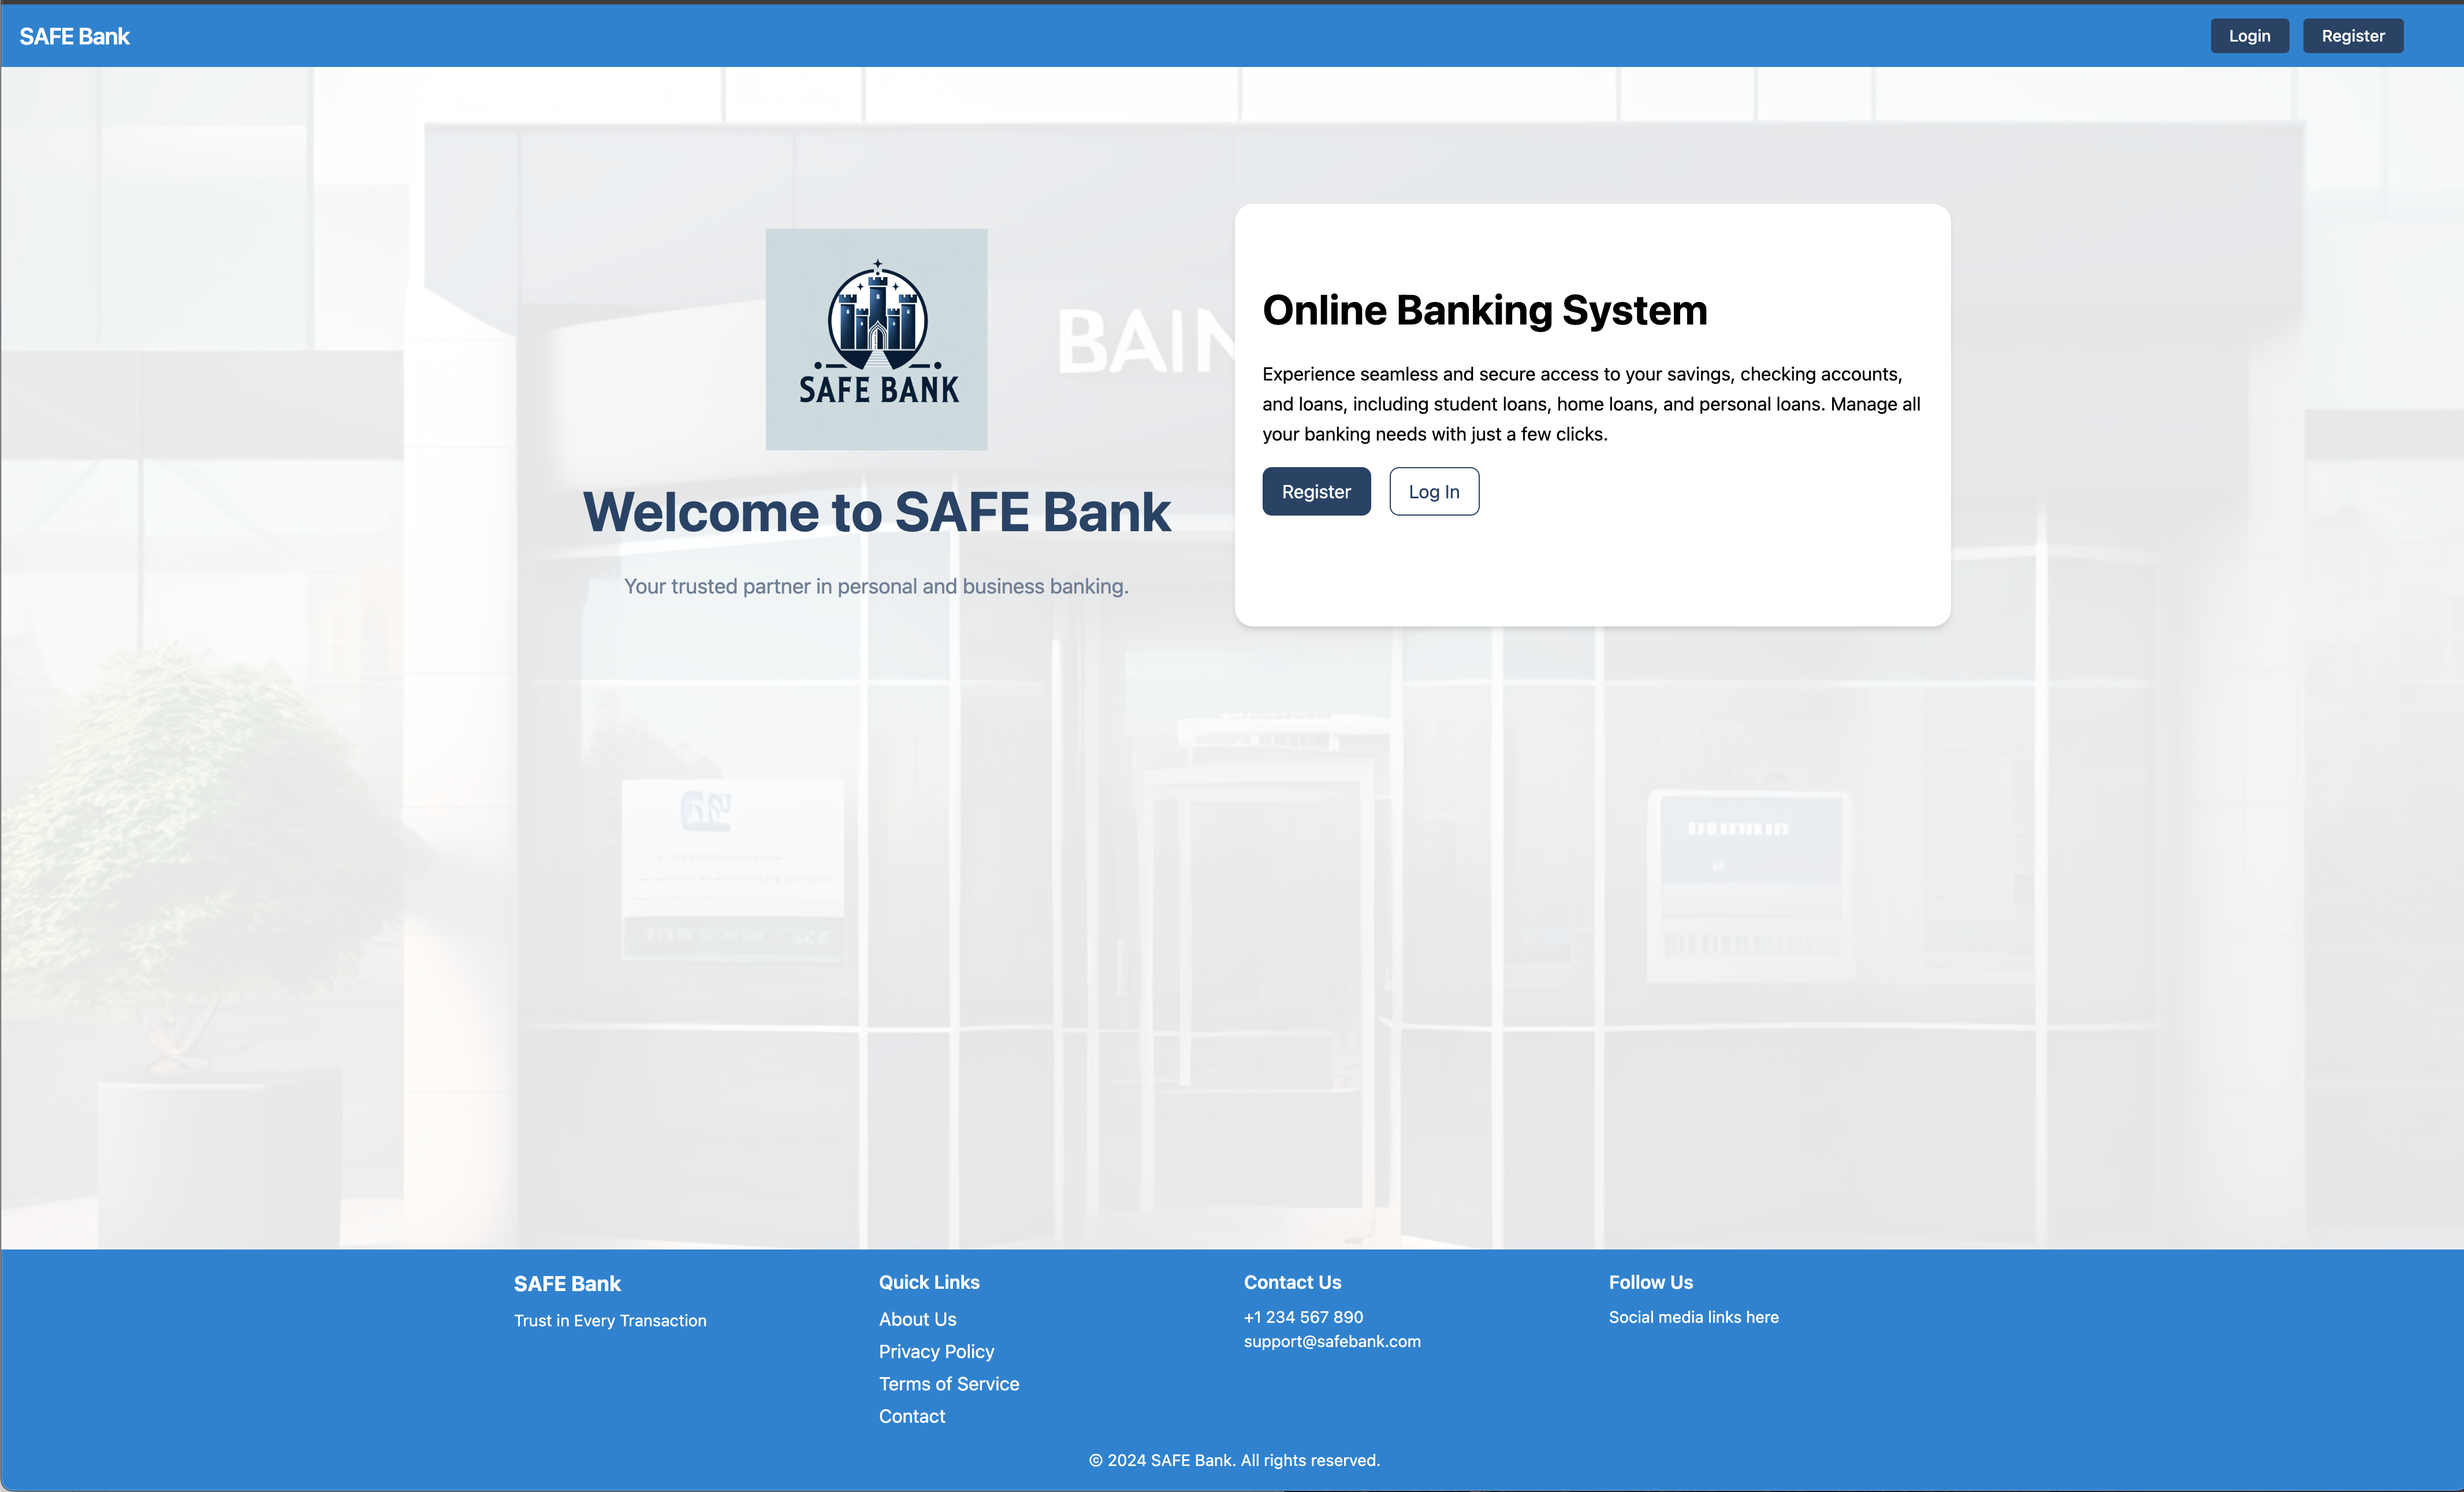 SAFE Bank
Login
Register
SAFE BANK
Welcome to SAFE Bank
Your trusted partner in personal and business banking.
BAIN
Online Banking System
Experience seamless and secure access to your savings, checking accounts,
and loans, including student loans, home loans, and personal loans. Manage all
your banking needs with just a few clicks.
Register
Log In
SAFE Bank
Trust in Every Transaction
Quick Links
About Us
Privacy Policy
Terms of Service
Contact
Contact Us
+1 234 567 890
support@safebank.com
Follow Us
Social media links here
© 2024 SAFE Bank. All rights reserved.